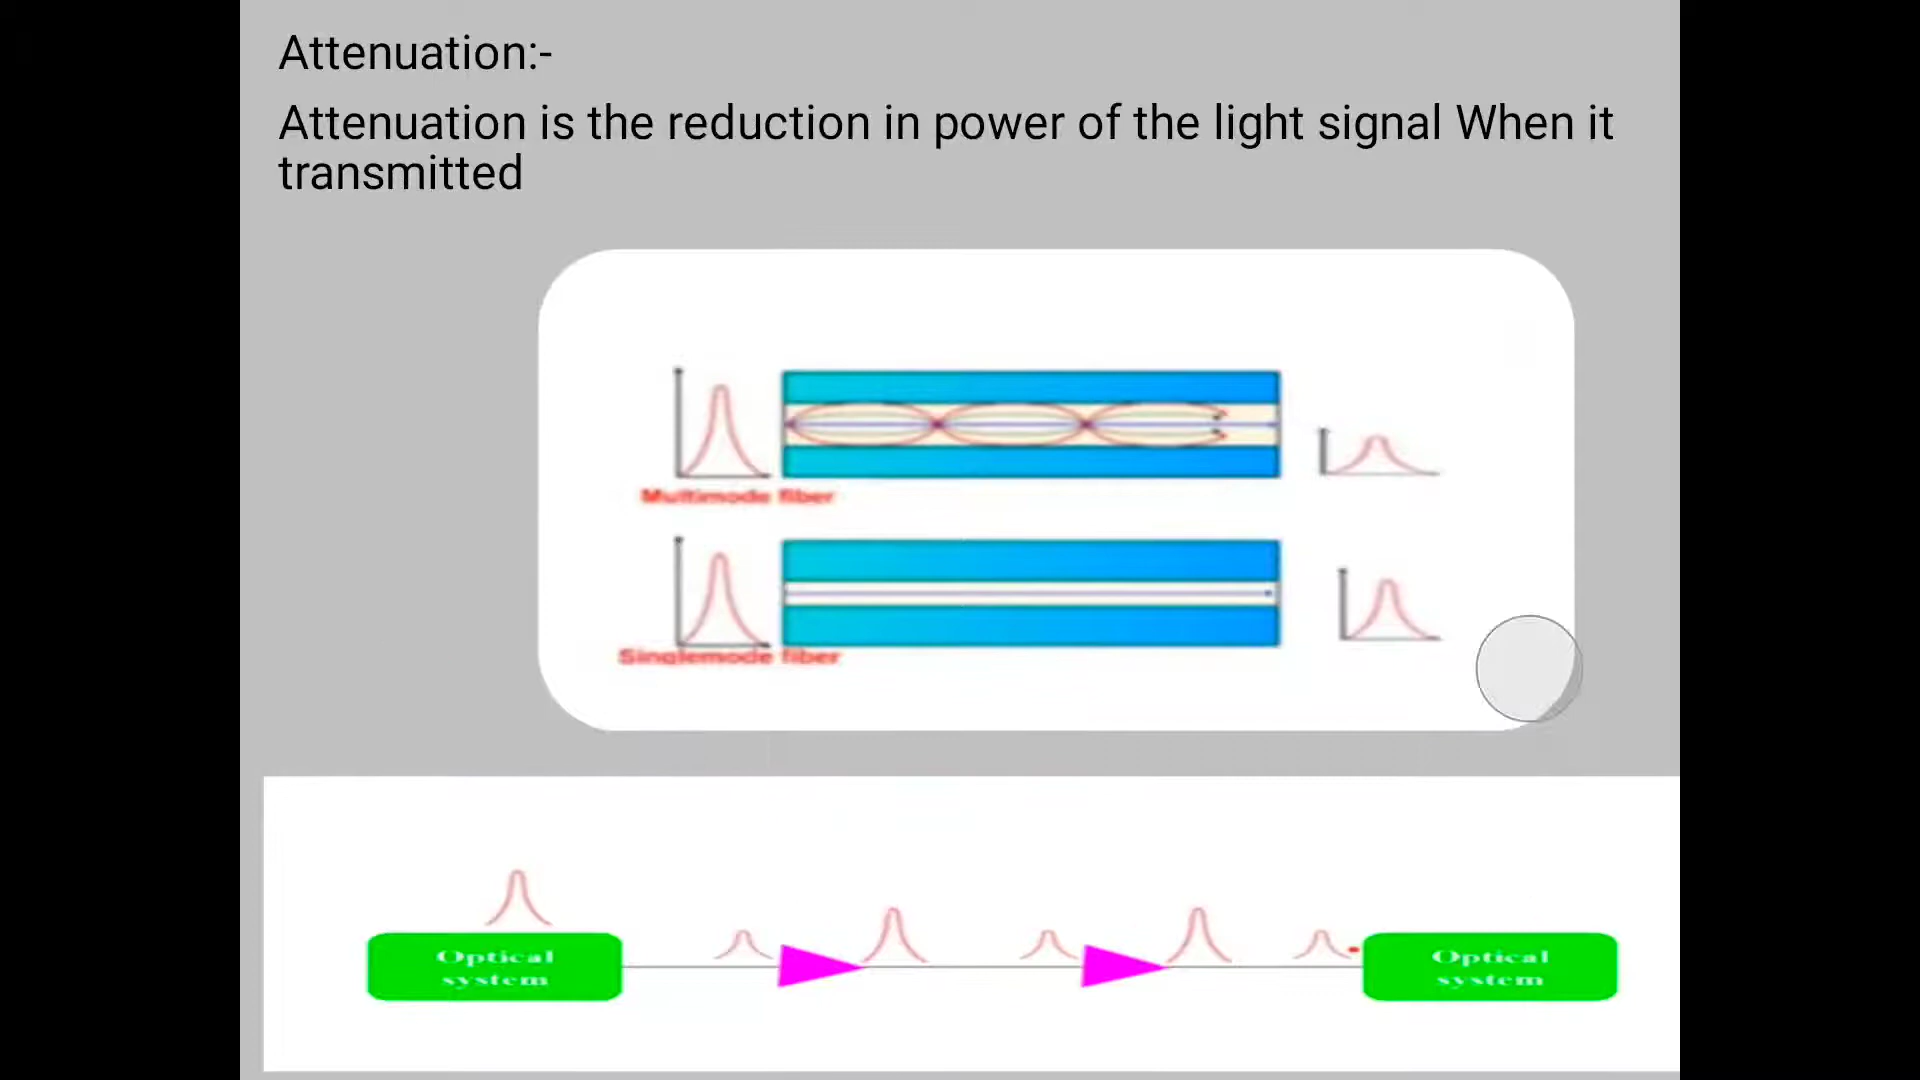 Attenuation:-
Attenuation is the reduction in power of the light signal When it
transmitted
Multimode fiber
Singlemode fiber
Optical
system
Optical
system